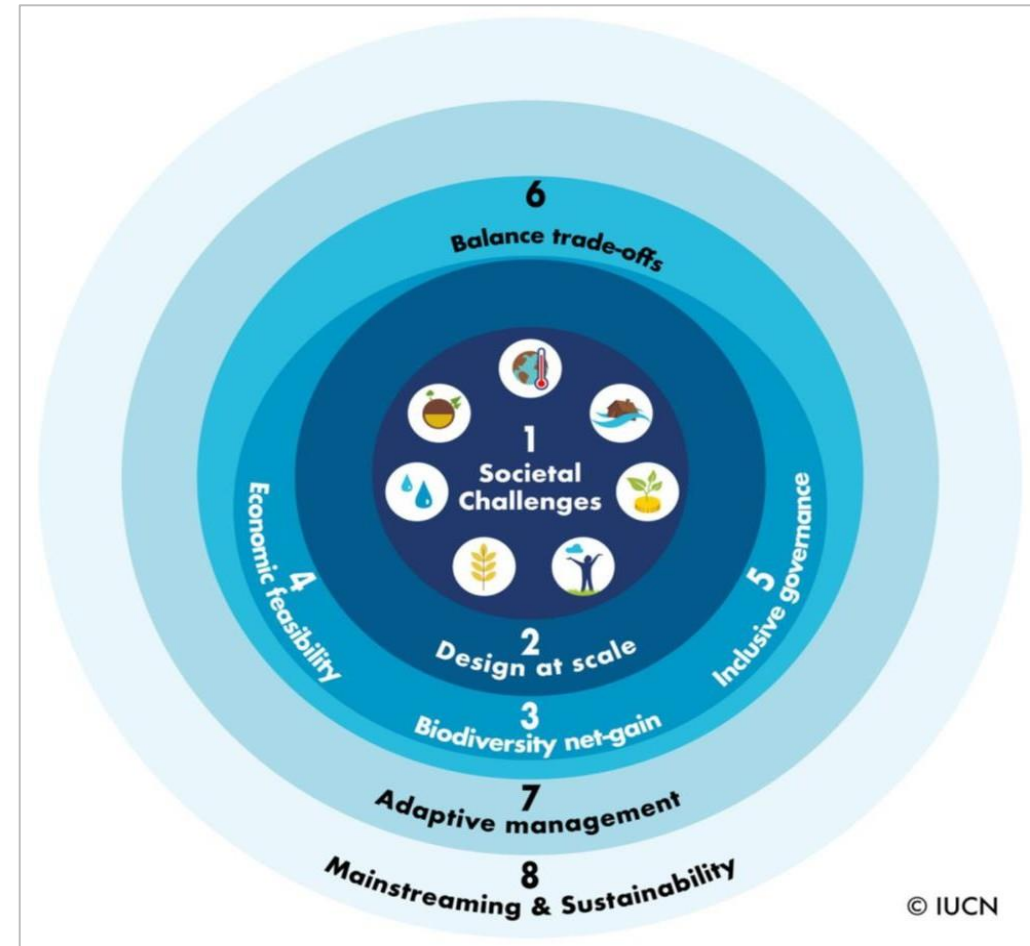 6
Balance trade-offs
1
Societal
Challenges
4
Economic feasibility
5
Inclusive governance
2
Design at scale
3
Biodiversity net-gain
7
Adaptive management
8
Mainstreaming & Sustainability
© IUCN